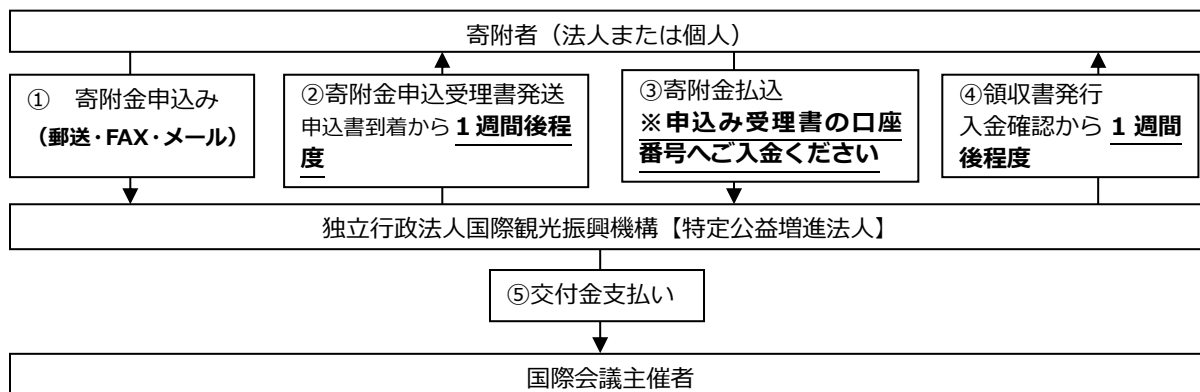 寄附者（法人または個人）
① 寄附金申込み
（郵送・FAX・メール）
②寄附金申込受理書発送
申込書到着から１週間後程
度
③寄附金払込
※申込み受理書の口座
番号へご入金ください
④領収書発行
入金確認から１週間
後程度
独立行政法人国際観光振興機構【特定公益増進法人】
⑤交付金支払い
国際会議主催者